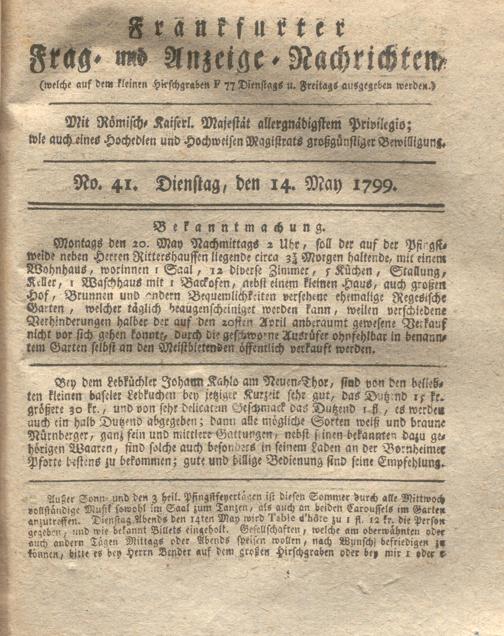 Franckfurter
Frag- und Anzeige-Nachrichten,
(welche auf dem kleinen Hirschgraben F 77 Dienstags u. Freitags ausgegeben werden.)
Mit Römisch-Kaiserl. Majestät allergnädigstem Privilegio;
wie auch eines Hochedlen und Hochweisen Magistrats großgünstiger Bewilligung.
No. 41. Dienstag, den 14. May 1799.
Bekanntmachung.
Montags den 20. May Nachmittags 2 Uhr, soll der auf der Pfingst-
weide neben Herren Rittershauffen liegende circa 3¼ Morgen haltende, mit einem
Wohnhaus, worinnen 1 Saal, 12 diverse Zimmer, 5 Küchen, Stallung,
Keller, 1 Waschhaus mit 1 Backofen, nebst einem kleinen Haus, auch großen
Hof, Brunnen und andern Bequemlichkeiten versehene ehemalige Regesische
Garten, welcher täglich beaugenscheiniget werden kann, weilen verschiedene
Verhinderungen halber der auf den 20sten April anberaumt gewesene Verkauf
nicht vor sich gehen konnte, durch die geschworne Ausrüfer ohnfehlbar in benann-
tem Garten selbst an den Meistbietenden öffentlich verkauft werden.
Bey dem Lebküchler Johann Kahlo am Neuen-Thor, sind von den belieb-
ten kleinen baseler Lebkuchen bey jetziger Kurzeit sehr gut, das Dutzend 15 kr.
größere 30 kr., und von sehr delicatem Geschmack das Dutzend 1 fl., es werden
auch ein halb Dutzend abgegeben; dann alle mögliche Sorten weiß und braune
Nürnberger, ganz fein und mittlere Gattungen, nebst seinen bekannten dazu ge-
hörigen Waaren, sind solche auch besonders in seinem Laden an der Bornheimer
Pforte bestens zu bekommen; gute und billige Bedienung sind seine Empfehlung.
Außer Sonn- und den 3 heil. Pfingstfeyertägen ist diesen Sommer durch alle Mittwoch
vollständige Musik sowohl im Saal zum Tanzen, als auch an beiden Carousels im Garten
anzutreffen. Dienstag Abends den 14ten May wird Table d'hôte zu 1 fl. 12 kr. die Person
gegeben, und wie bekannt Billets eingeholt. Gesellschaften, welche am oberwähnten oder
auch andern Tägen Mittags oder Abends speisen wollen, nach Wunsch befriedigen zu
können, bitte es bey Herrn Bender auf dem großen Hirschgraben oder bey mir 1 oder